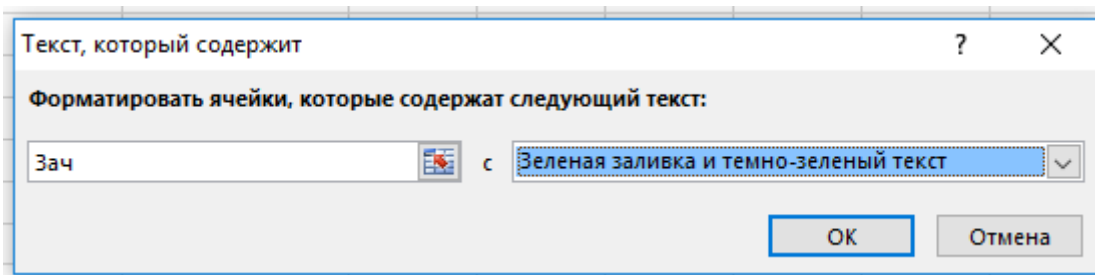 Текст, который содержит ?
Форматировать ячейки, которые содержат следующий текст:
Зач с Зеленая заливка и темно-зеленый текст
ОК Отмена